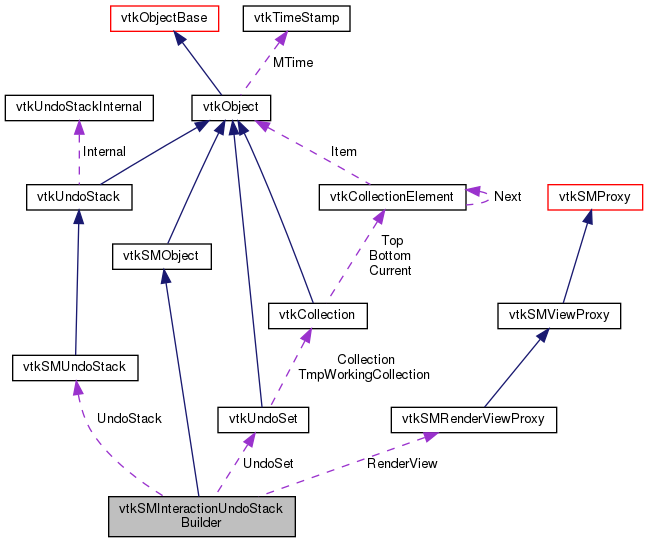 vtkObjectBase
vtkTimeStamp
MTime
vtkUndoStackInternal
vtkObject
Internal
Item
vtkUndoStack
vtkCollectionElement
Next
vtkSMProxy
vtkSMObject
Top
Bottom
Current
vtkCollection
vtkSMViewProxy
vtkSMUndoStack
Collection
TmpWorkingCollection
UndoStack
vtkUndoSet
vtkSMRenderViewProxy
UndoSet
RenderView
vtkSMInteractionUndoStack
Builder